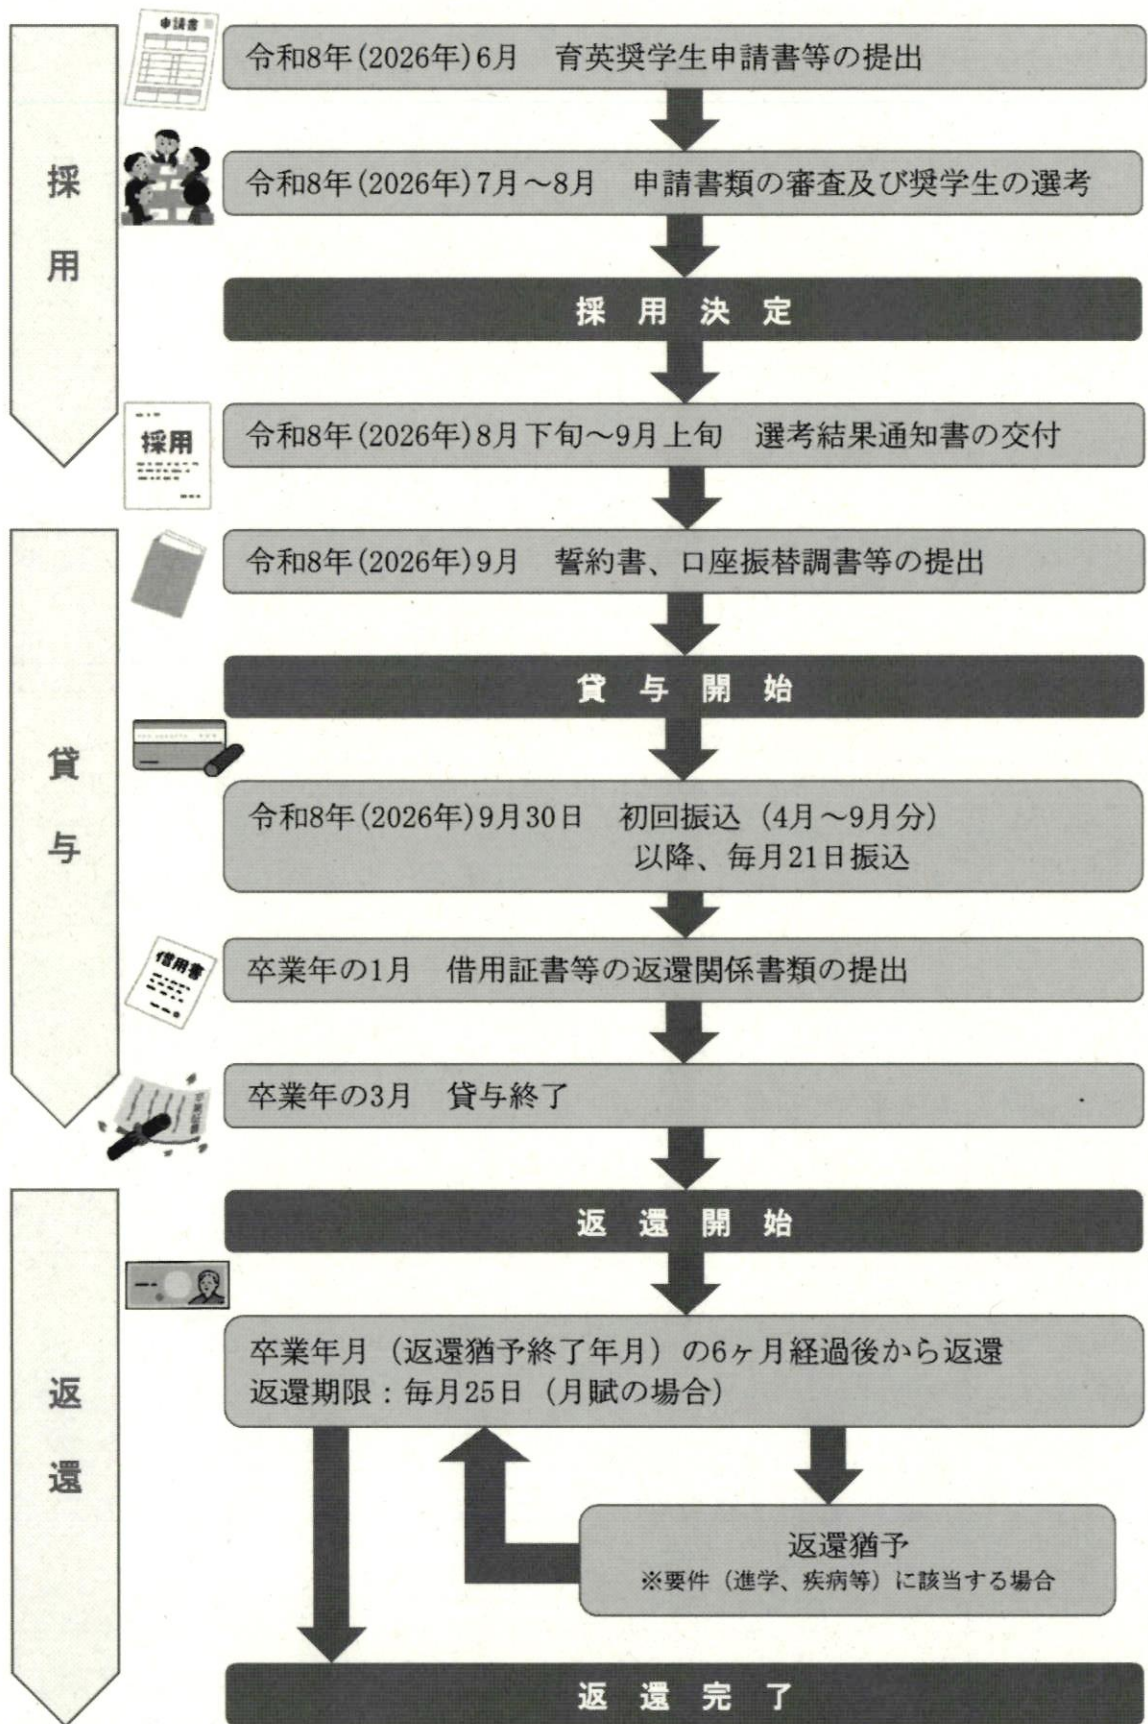 採用
申請書
令和8年(2026年)6月 育英奨学生申請書等の提出
令和8年(2026年)7月～8月 申請書類の審査及び奨学生の選考
採用決定
採用
令和8年(2026年)8月下旬～9月上旬 選考結果通知書の交付
貸与
令和8年(2026年)9月 誓約書、口座振替調書等の提出
貸与開始
令和8年(2026年)9月30日 初回振込（4月～9月分）
以降、毎月21日振込
借用書
卒業年の1月 借用証書等の返還関係書類の提出
卒業年の3月 貸与終了
返還
返還開始
卒業年月（返還猶予終了年月）の6ヶ月経過後から返還
返還期限：毎月25日（月賦の場合）
返還猶予
※要件（進学、疾病等）に該当する場合
返還完了